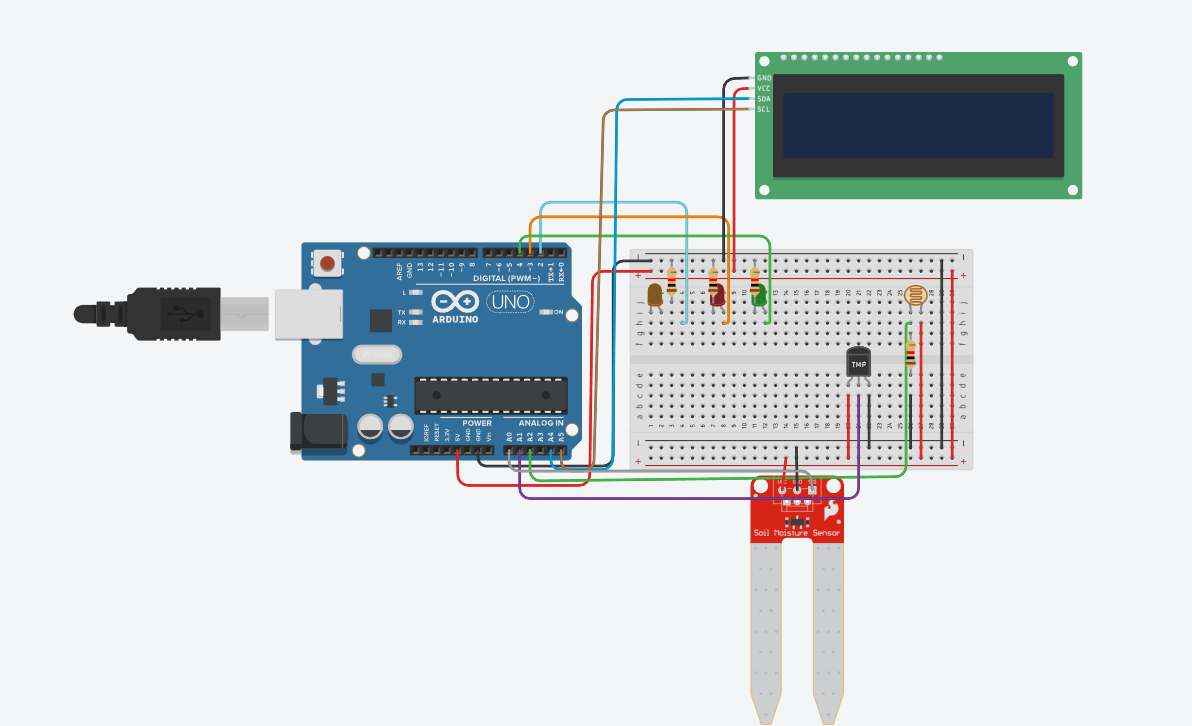 GND
VCC
SDA
SCL
AREF
GND
13
12
~11
~10
~9
8
7
~6
~5
4
~3
2
TX→1
RX←0
DIGITAL (PWM~)
L
TX
RX
UNO
ON
ARDUINO
POWER
ANALOG IN
IOREF
RESET
3.3V
5V
GND
GND
Vin
A0
A1
A2
A3
A4
A5
TMP
Soil Moisture Sensor